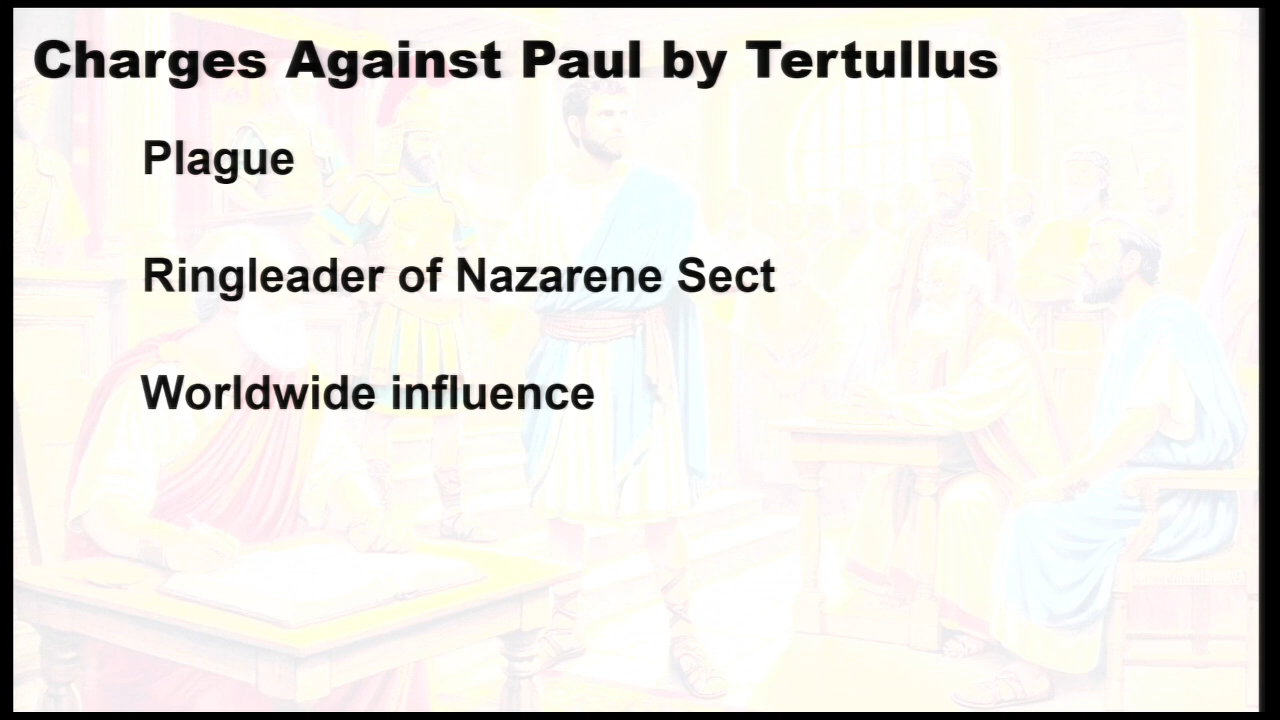 Charges Against Paul by Tertullus
Plague
Ringleader of Nazarene Sect
Worldwide influence